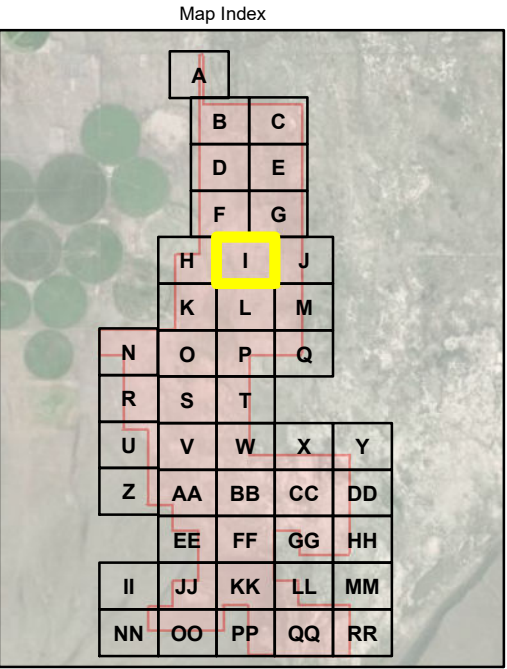 Map Index
A
B C
D E
F G
H I J
K L M
N O P Q
R S T
U V W X Y
Z AA BB CC DD
EE FF GG HH
II JJ KK LL MM
NN OO PP QQ RR